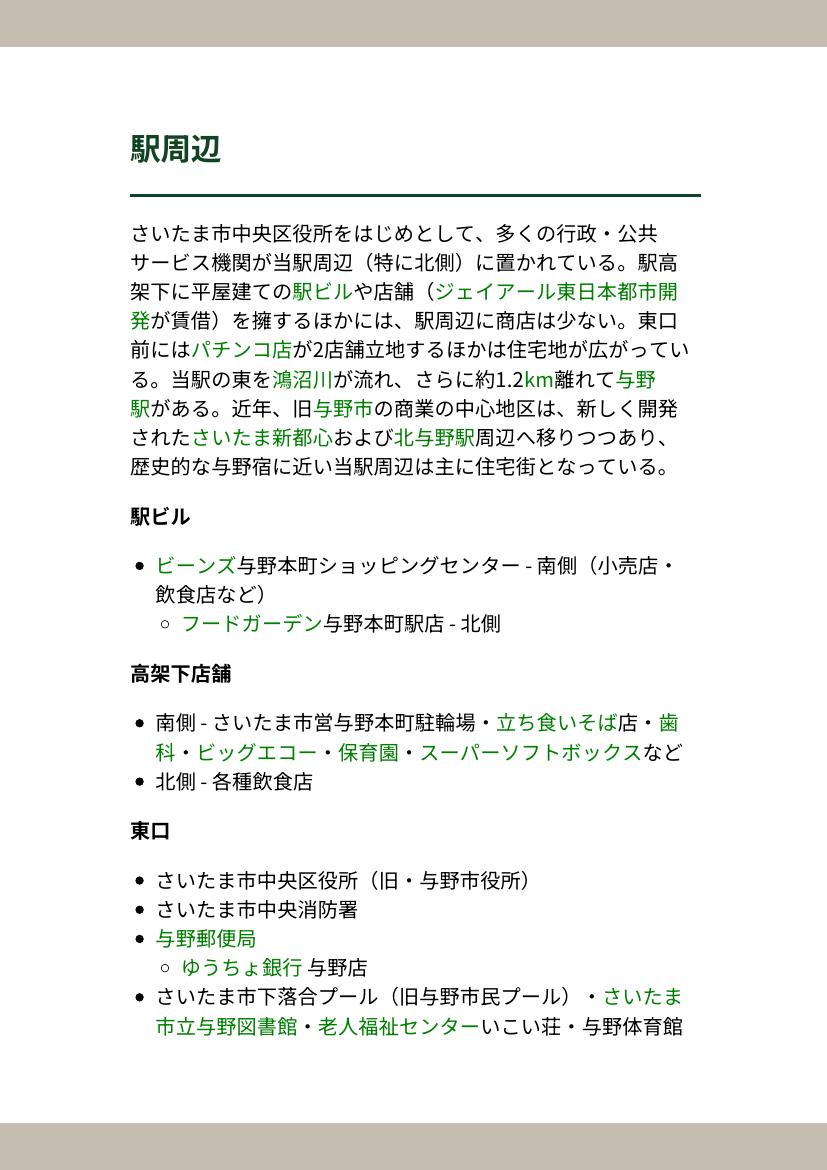 駅周辺
さいたま市中央区役所をはじめとして、多くの行政・公共
サービス機関が当駅周辺（特に北側）に置かれている。駅高
架下に平屋建ての駅ビルや店舗（ジェイアール東日本都市開
発が賃借）を擁するほかには、駅周辺に商店は少ない。東口
前にはパチンコ店が2店舗立地するほかは住宅地が広がってい
る。当駅の東を鴻沼川が流れ、さらに約1.2km離れて与野
駅がある。近年、旧与野市の商業の中心地区は、新しく開発
されたさいたま新都心および北与野駅周辺へ移りつつあり、
歴史的な与野宿に近い当駅周辺は主に住宅街となっている。
駅ビル
• ビーンズ与野本町ショッピングセンター - 南側（小売店・
飲食店など）
◦ フードガーデン与野本町駅店 - 北側
高架下店舗
• 南側 - さいたま市営与野本町駐輪場・立ち食いそば店・歯
科・ビッグエコー・保育園・スーパーソフトボックスなど
• 北側 - 各種飲食店
東口
• さいたま市中央区役所（旧・与野市役所）
• さいたま市中央消防署
• 与野郵便局
◦ ゆうちょ銀行 与野店
• さいたま市下落合プール（旧与野市民プール）・さいたま
市立与野図書館・老人福祉センターいこい荘・与野体育館